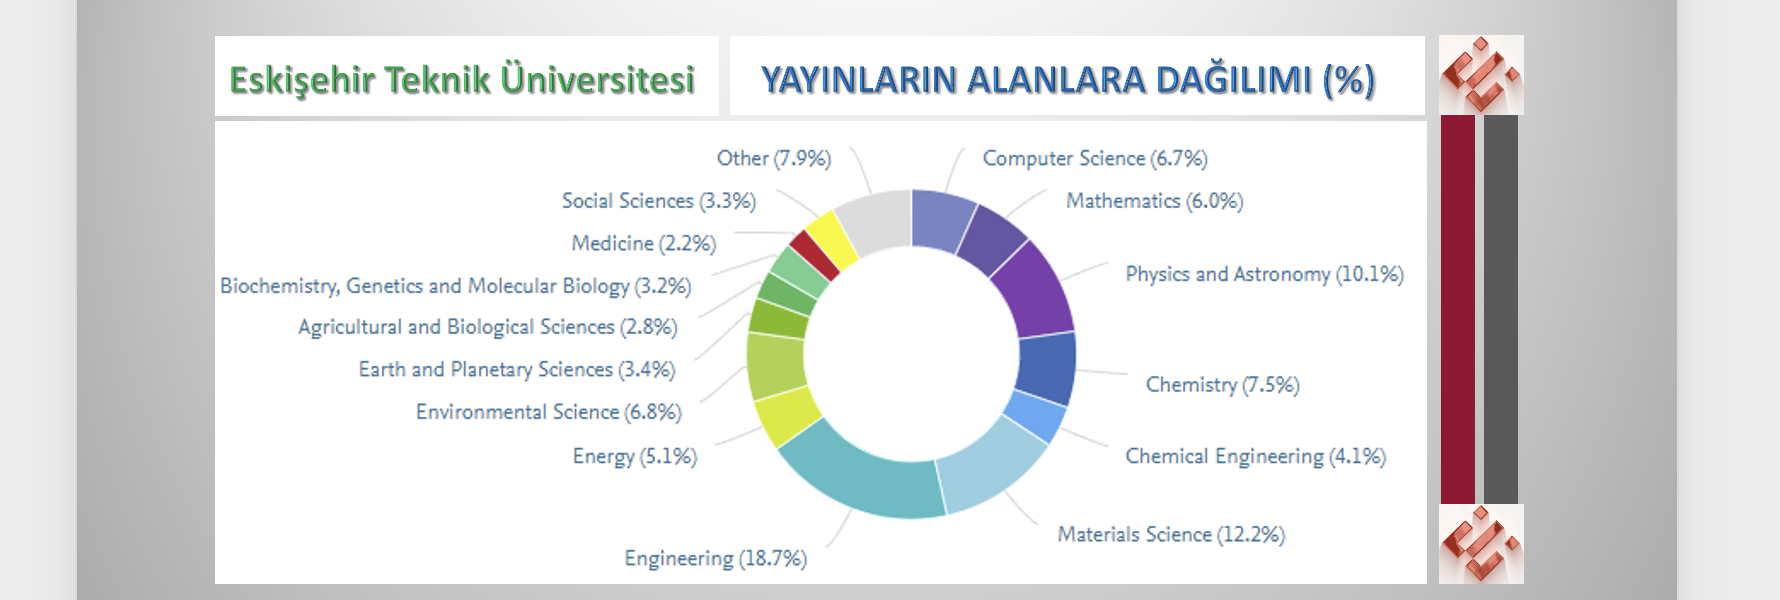 Eskişehir Teknik Üniversitesi
YAYINLARIN ALANLARA DAĞILIMI (%)
Other (7.9%)
Computer Science (6.7%)
Social Sciences (3.3%)
Mathematics (6.0%)
Medicine (2.2%)
Physics and Astronomy (10.1%)
Biochemistry, Genetics and Molecular Biology (3.2%)
Agricultural and Biological Sciences (2.8%)
Earth and Planetary Sciences (3.4%)
Chemistry (7.5%)
Environmental Science (6.8%)
Energy (5.1%)
Chemical Engineering (4.1%)
Materials Science (12.2%)
Engineering (18.7%)